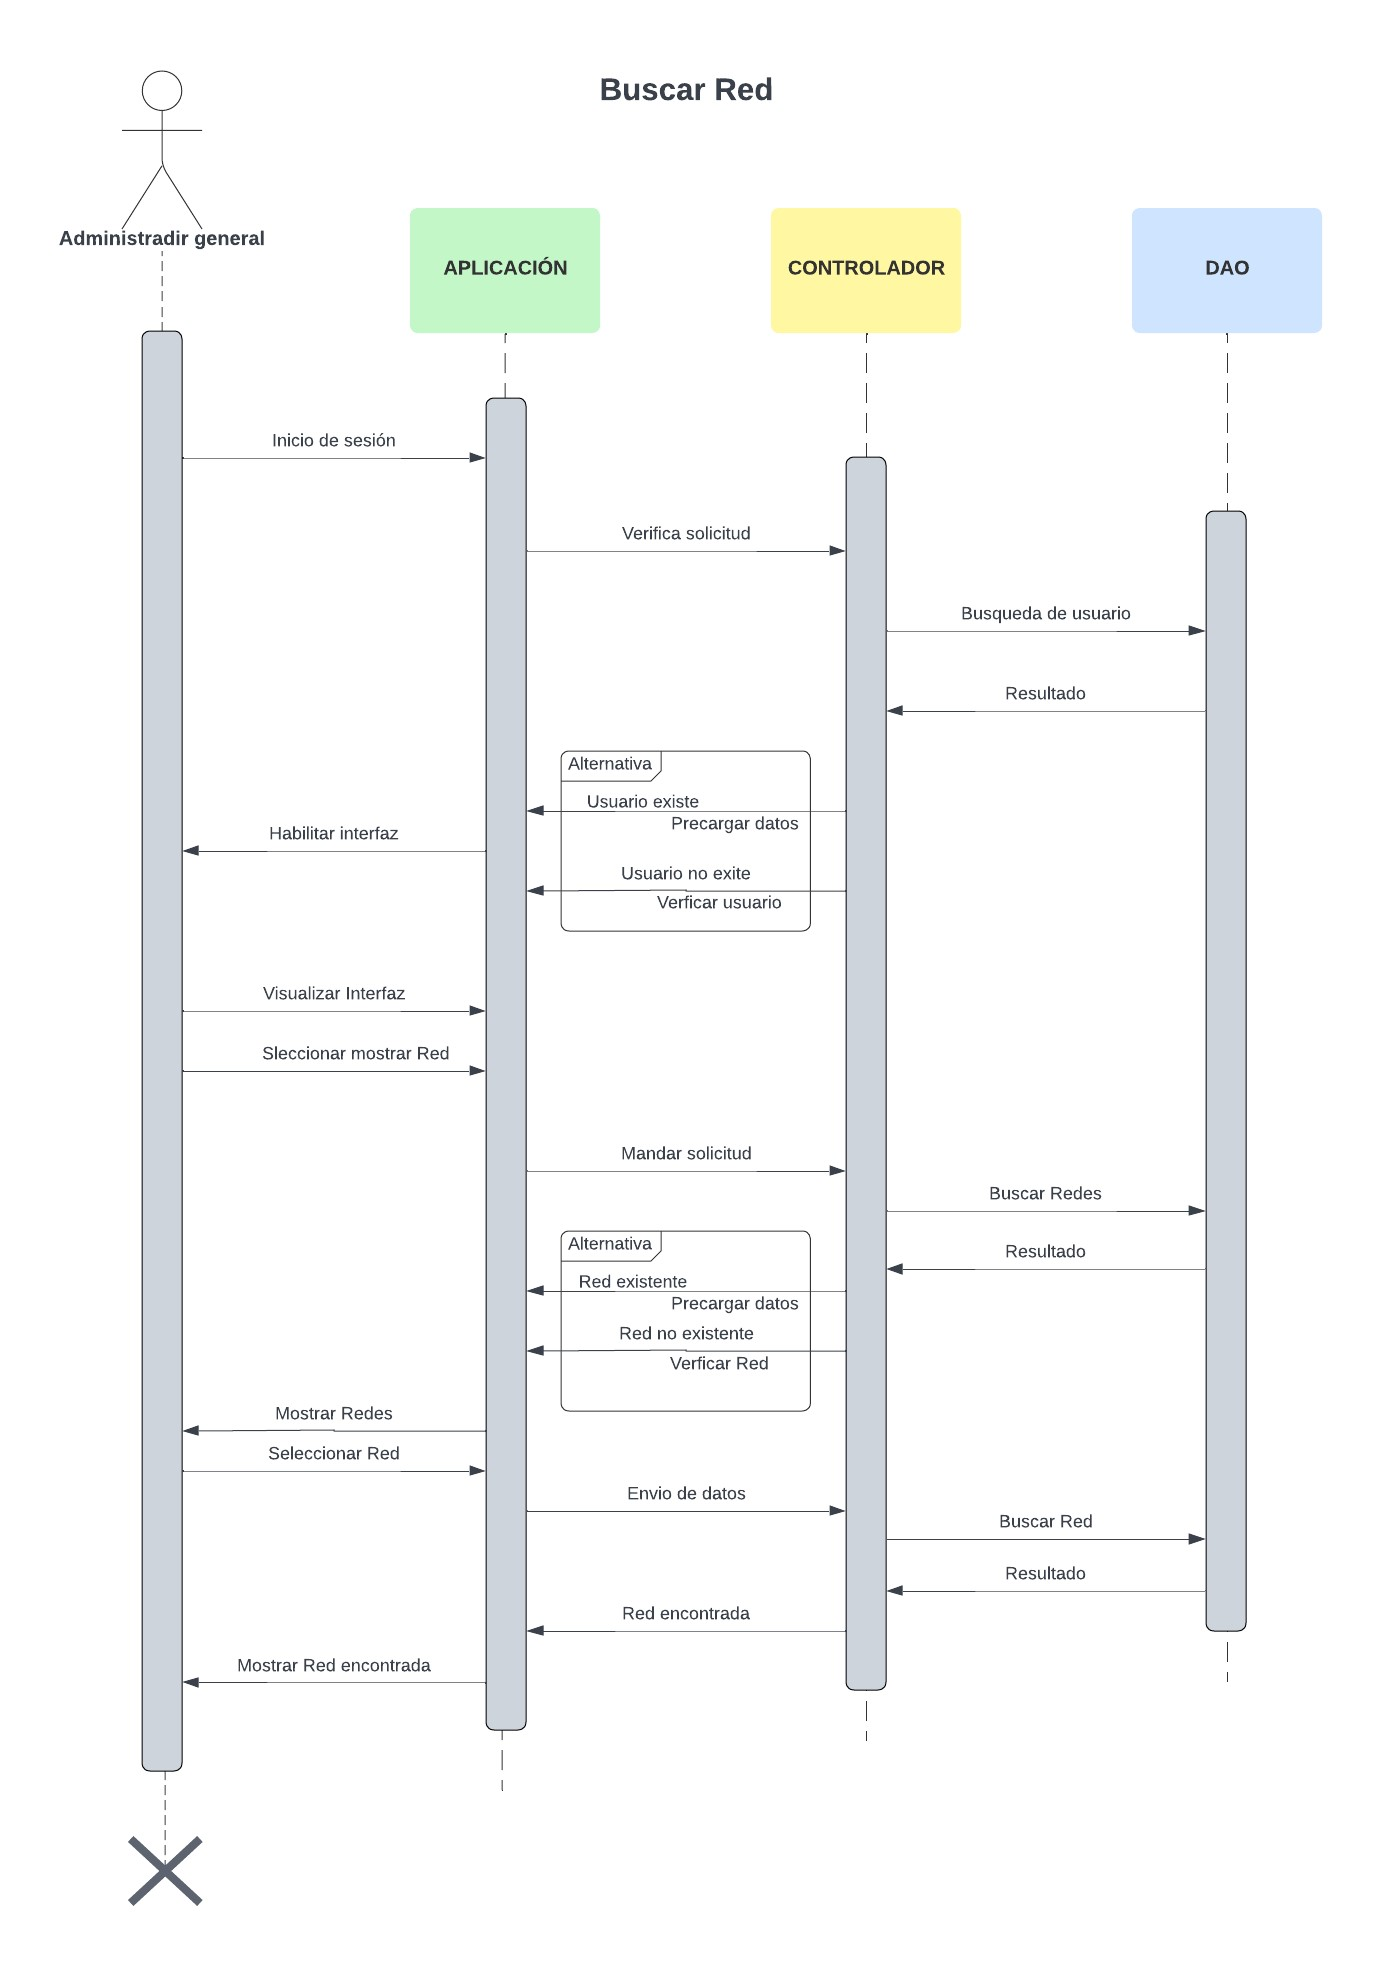 Buscar Red
Administradir general
APLICACIÓN
CONTROLADOR
DAO
Inicio de sesión
Verifica solicitud
Busqueda de usuario
Resultado
Alternativa
Usuario existe
Precargar datos
Habilitar interfaz
Usuario no exite
Verficar usuario
Visualizar Interfaz
Sleccionar mostrar Red
Mandar solicitud
Buscar Redes
Alternativa
Resultado
Red existente
Precargar datos
Red no existente
Verficar Red
Mostrar Redes
Seleccionar Red
Envio de datos
Buscar Red
Resultado
Red encontrada
Mostrar Red encontrada